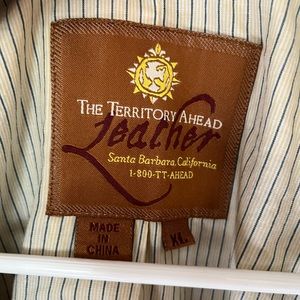 THE TERRITORY AHEAD
Leather
Santa Barbara, California
1-800-TT-AHEAD
MADE IN
CHINA
XL